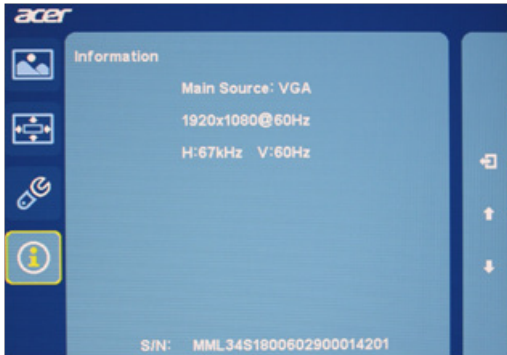 acer
Information
Main Source: VGA
1920x1080@60Hz
H:67kHz V:60Hz
S/N: MML34S1800602900014201